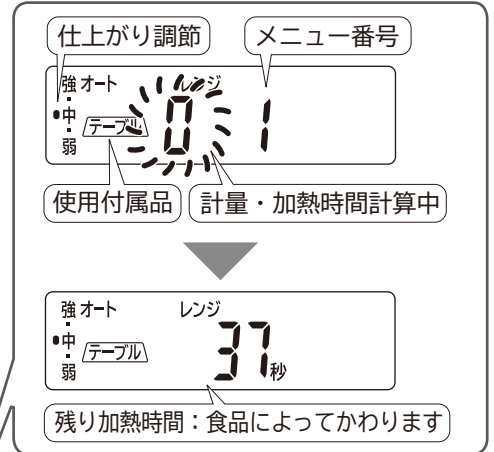 仕上がり調節 メニュー番号
強 オート レンジ
中 テーブル 0 1
弱
使用付属品 計量・加熱時間計算中
強 オート レンジ
中 テーブル 37秒
弱
残り加熱時間：食品によってかわります